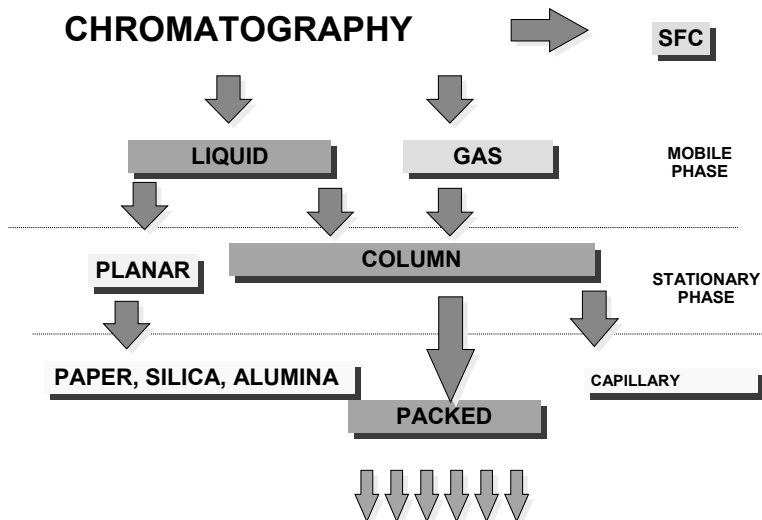 CHROMATOGRAPHY
SFC
LIQUID
GAS
MOBILE
PHASE
PLANAR
COLUMN
STATIONARY
PHASE
PAPER, SILICA, ALUMINA
CAPILLARY
PACKED